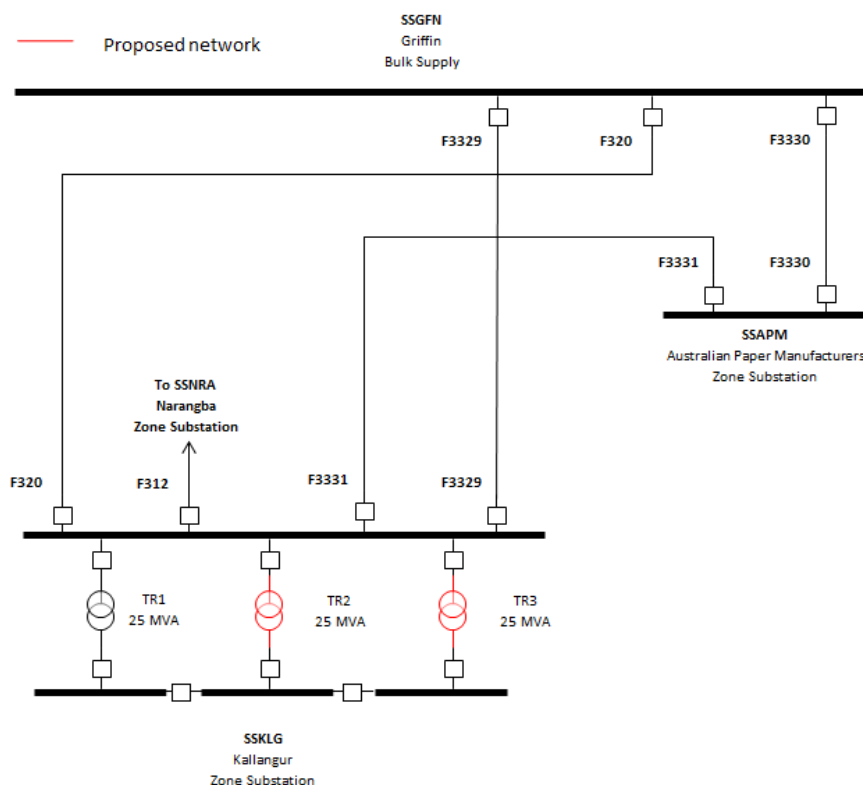 SSGFN
Griffin
Bulk Supply
Proposed network
F3329
F320
F3330
F3331
F3330
SSAPM
Australian Paper Manufacturers
Zone Substation
To SSNRA
Narangba
Zone Substation
F320
F312
F3331
F3329
TR1
25 MVA
TR2
25 MVA
TR3
25 MVA
SSKLG
Kallangur
Zone Substation